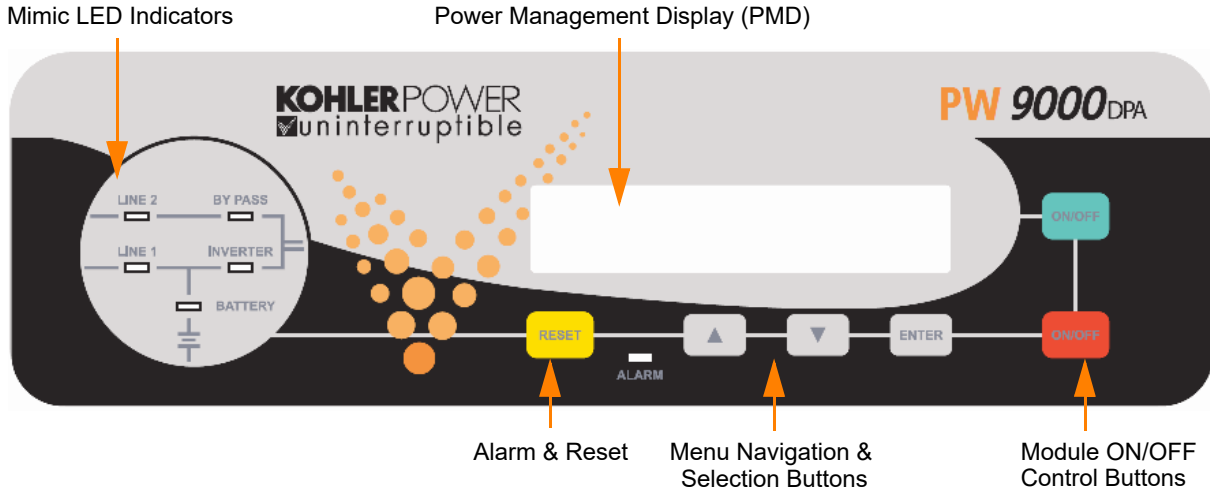 Mimic LED Indicators
Power Management Display (PMD)
KOHLERPOWER
uninterruptible
PW 9000DPA
LINE 2
BY PASS
LINE 1
INVERTER
BATTERY
ON/OFF
RESET
▲
▼
ENTER
ON/OFF
ALARM
Alarm & Reset
Menu Navigation &
Selection Buttons
Module ON/OFF
Control Buttons